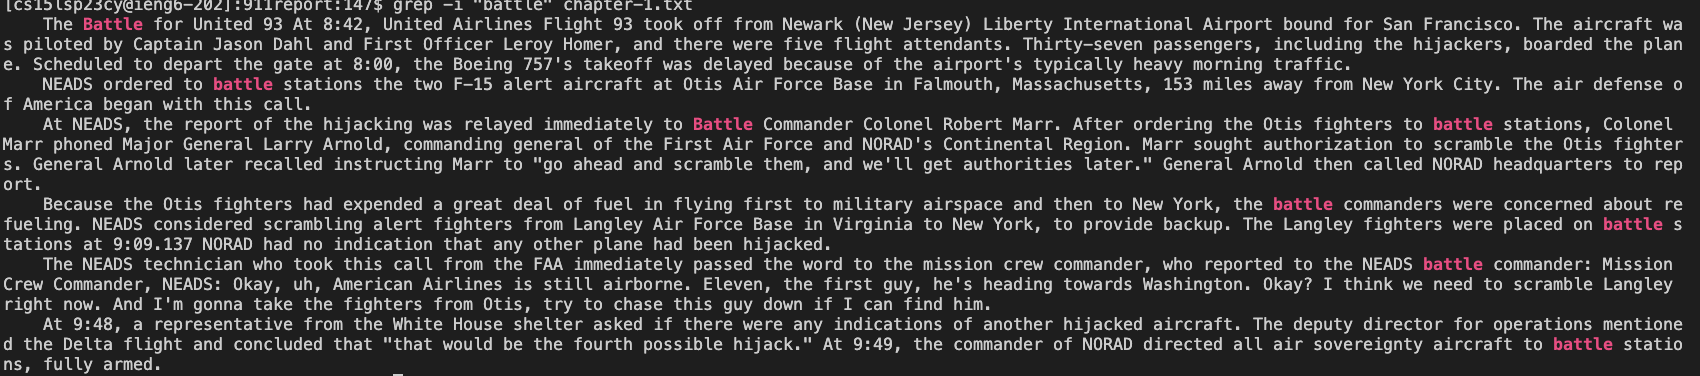 [cs15lsp23cy@ieng6-202]:911report:147$ grep -i "battle" chapter-1.txt
The Battle for United 93 At 8:42, United Airlines Flight 93 took off from Newark (New Jersey) Liberty International Airport bound for San Francisco. The aircraft wa
s piloted by Captain Jason Dahl and First Officer Leroy Homer, and there were five flight attendants. Thirty-seven passengers, including the hijackers, boarded the plan
e. Scheduled to depart the gate at 8:00, the Boeing 757's takeoff was delayed because of the airport's typically heavy morning traffic.
NEADS ordered to battle stations the two F-15 alert aircraft at Otis Air Force Base in Falmouth, Massachusetts, 153 miles away from New York City. The air defense o
f America began with this call.
At NEADS, the report of the hijacking was relayed immediately to Battle Commander Colonel Robert Marr. After ordering the Otis fighters to battle stations, Colonel
Marr phoned Major General Larry Arnold, commanding general of the First Air Force and NORAD's Continental Region. Marr sought authorization to scramble the Otis fighter
s. General Arnold later recalled instructing Marr to "go ahead and scramble them, and we'll get authorities later." General Arnold then called NORAD headquarters to rep
ort.
Because the Otis fighters had expended a great deal of fuel in flying first to military airspace and then to New York, the battle commanders were concerned about re
fueling. NEADS considered scrambling alert fighters from Langley Air Force Base in Virginia to New York, to provide backup. The Langley fighters were placed on battle s
tations at 9:09.137 NORAD had no indication that any other plane had been hijacked.
The NEADS technician who took this call from the FAA immediately passed the word to the mission crew commander, who reported to the NEADS battle commander: Mission
Crew Commander, NEADS: Okay, uh, American Airlines is still airborne. Eleven, the first guy, he's heading towards Washington. Okay? I think we need to scramble Langley
right now. And I'm gonna take the fighters from Otis, try to chase this guy down if I can find him.
At 9:48, a representative from the White House shelter asked if there were any indications of another hijacked aircraft. The deputy director for operations mentione
d the Delta flight and concluded that "that would be the fourth possible hijack." At 9:49, the commander of NORAD directed all air sovereignty aircraft to battle statio
ns, fully armed.